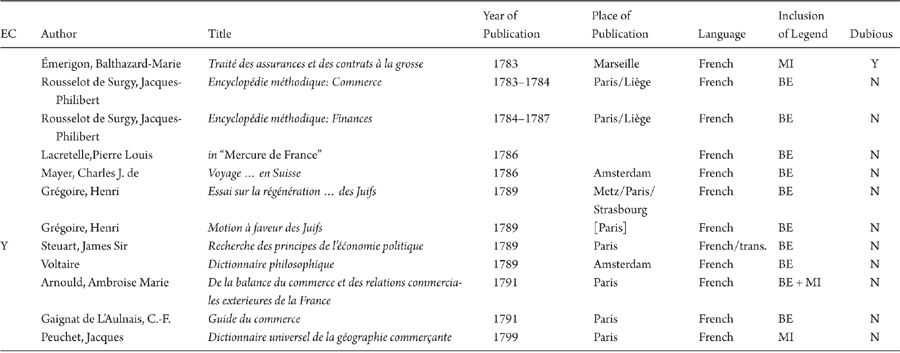 Year of Place of Inclusion
EC Author Title Publication Publication Language of Legend Dubious
Émerigon, Balthazard-Marie Traité des assurances et des contrats à la grosse 1783 Marseille French MI Y
Rousselot de Surgy, Jacques- Encyclopédie méthodique: Commerce 1783–1784 Paris/Liège French BE N
Philibert
Rousselot de Surgy, Jacques- Encyclopédie méthodique: Finances 1784–1787 Paris/Liège French BE N
Philibert
Lacretelle,Pierre Louis in “Mercure de France” 1786 French BE N
Mayer, Charles J. de Voyage … en Suisse 1786 Amsterdam French BE N
Grégoire, Henri Essai sur la régénération … des Juifs 1789 Metz/Paris/ French BE N
Strasbourg
Grégoire, Henri Motion à faveur des Juifs 1789 [Paris] French BE N
Y Steuart, James Sir Recherche des principes de l’économie politique 1789 Paris French/trans. BE N
Voltaire Dictionnaire philosophique 1789 Amsterdam French BE N
Arnould, Ambroise Marie De la balance du commerce et des relations commercia- 1791 Paris French BE + MI N
les exterieures de la France
Gaignat de L’Aulnais, C.-F. Guide du commerce 1791 Paris French BE N
Peuchet, Jacques Dictionnaire universel de la géographie commerçante 1799 Paris French MI N